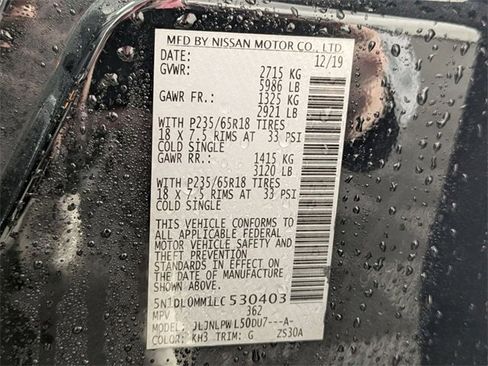 MFD BY NISSAN MOTOR CO., LTD.
DATE: 12/19
GVWR: 2715 KG
5986 LB
GAWR FR.: 1325 KG
2921 LB
WITH P235/65R18 TIRES
18 X 7.5 RIMS AT 33 PSI
COLD SINGLE
GAWR RR: 1415 KG
3120 LB
WITH P235/65R18 TIRES
18 X 7.5 RIMS AT 33 PSI
COLD SINGLE
THIS VEHICLE CONFORMS TO
ALL APPLICABLE FEDERAL
MOTOR VEHICLE SAFETY AND
THEFT PREVENTION
STANDARDS IN EFFECT ON
THE DATE OF MANUFACTURE
SHOWN ABOVE.
5N1DL0MM1LC530403
MPV 362
MODEL: JLJNLPWL50DU7---A-
COLOR: KH3 TRIM: G ZS30A